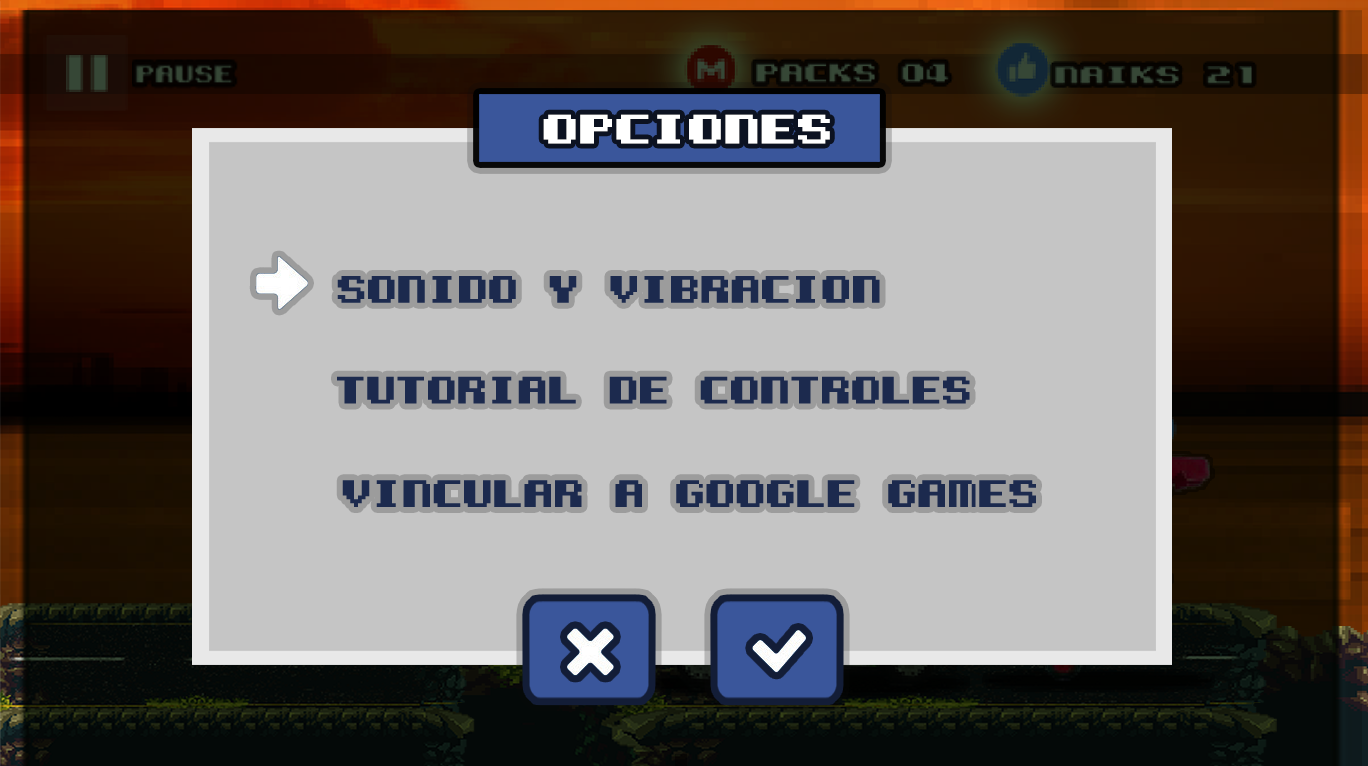 PAUSE
M PACKS 04
NAIKS 21
OPCIONES
SONIDO Y VIBRACION
TUTORIAL DE CONTROLES
VINCULAR A GOOGLE GAMES